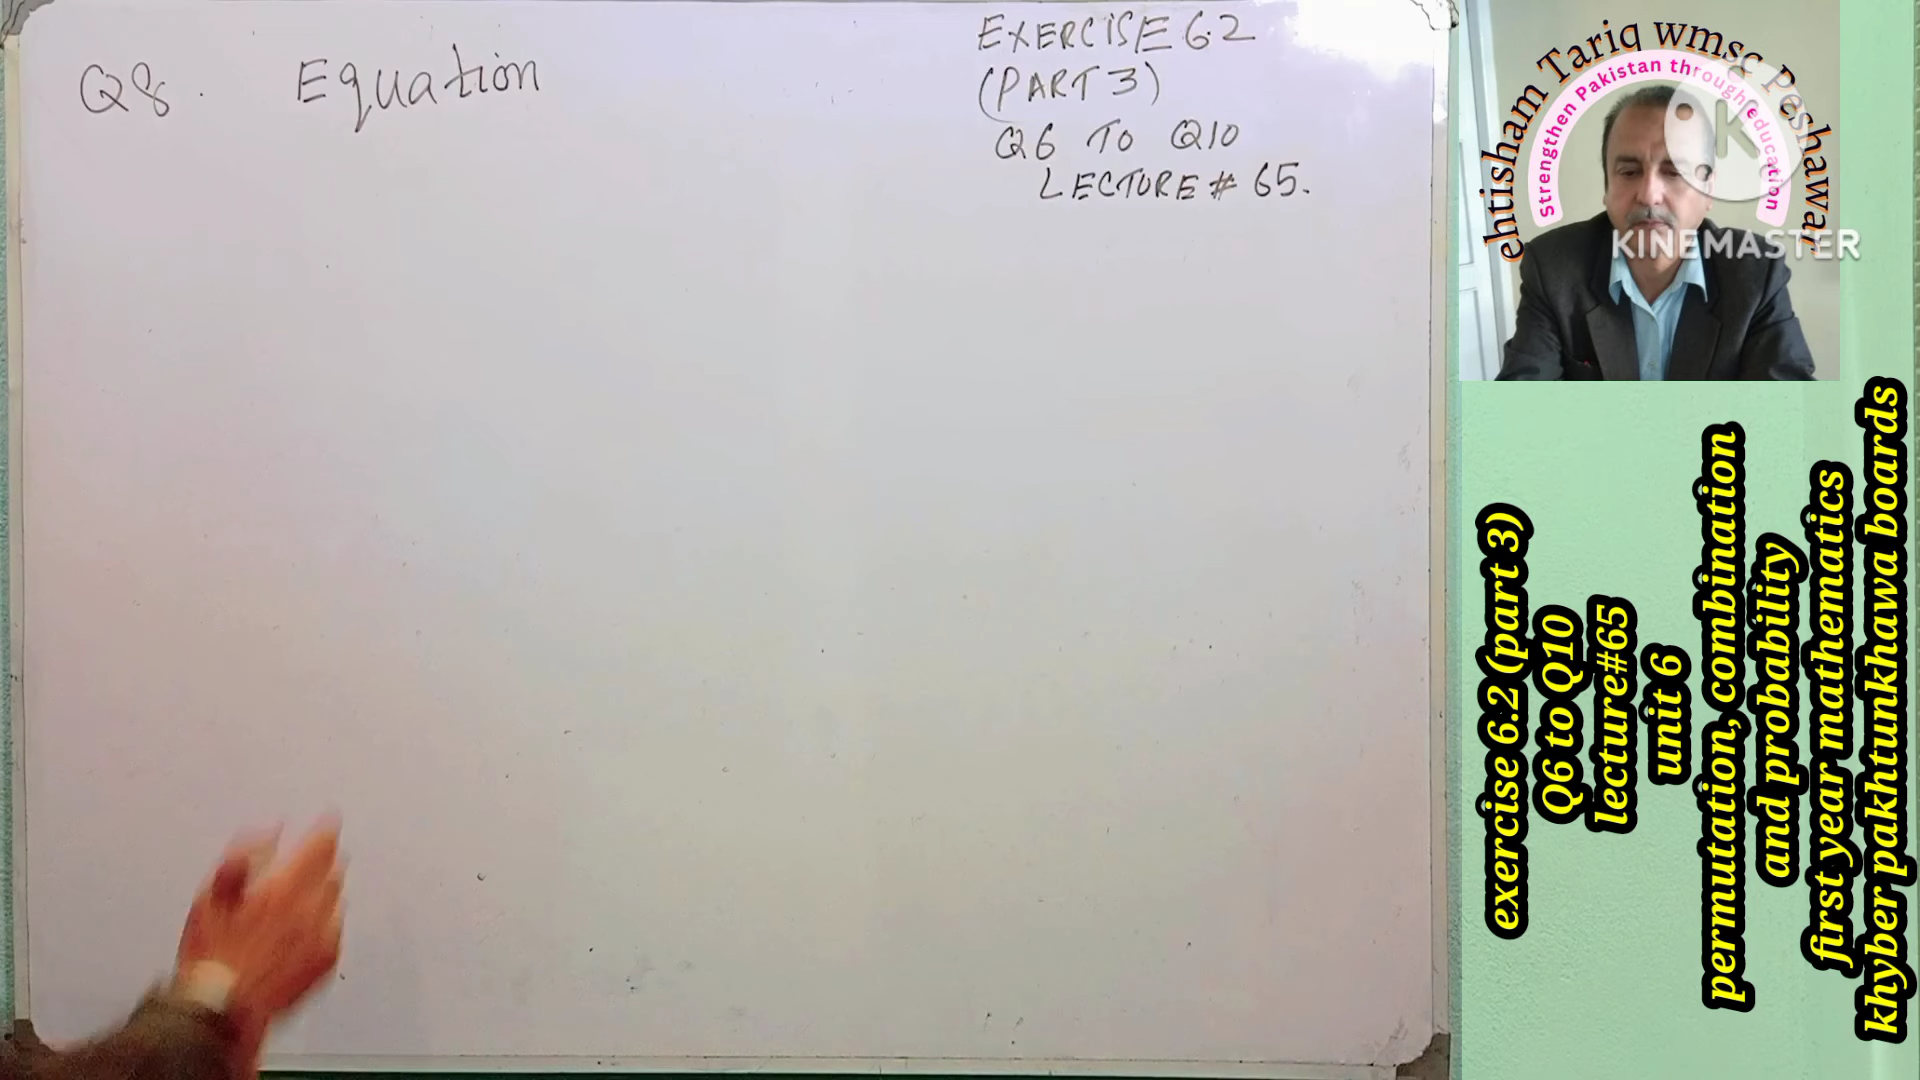 Q8. Equation
EXERCISE 6.2
(PART 3)
Q6 TO Q10
LECTURE # 65.
ehtisham Tariq wmsg Peshawar
Strengthen Pakistan through education
K
KINEMASTER
exercise 6.2 (part 3)
Q6 to Q10
lecture#65
unit 6
permutation, combination
and probability
first year mathematics
khyber pakhtunkhawa boards